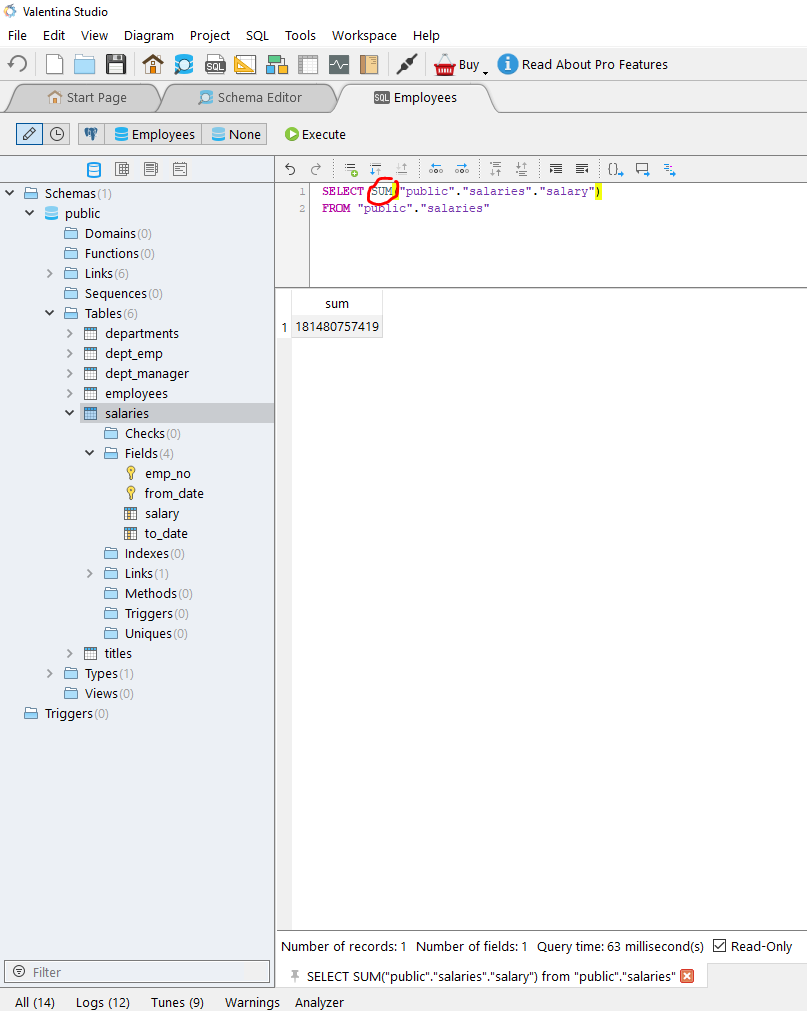 Valentina Studio
File Edit View Diagram Project SQL Tools Workspace Help
SQL Buy Read About Pro Features
Start Page Schema Editor SQL Employees
Employees None Execute
Schemas(1)
public
Domains(0)
Functions(0)
Links(6)
Sequences(0)
Tables(6)
departments
dept_emp
dept_manager
employees
salaries
Checks(0)
Fields(4)
emp_no
from_date
salary
to_date
Indexes(0)
Links(1)
Methods(0)
Triggers(0)
Uniques(0)
titles
Types(1)
Views(0)
Triggers(0)
Filter
1 SELECT SUM("public"."salaries"."salary")
2 FROM "public"."salaries"
sum
1 181480757419
Number of records: 1 Number of fields: 1 Query time: 63 millisecond(s) Read-Only
SELECT SUM("public"."salaries"."salary") from "public"."salaries"
All (14) Logs (12) Tunes (9) Warnings Analyzer